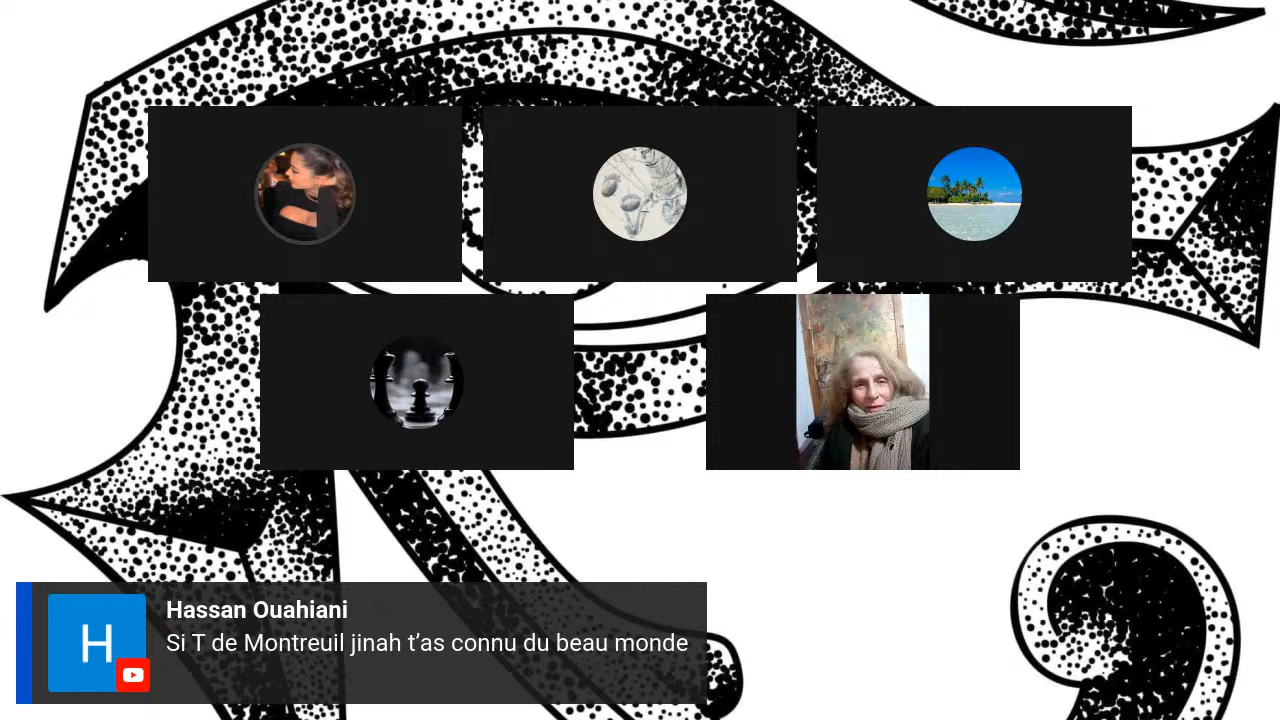 H
Hassan Ouahiani
Si T de Montreuil jinah t’as connu du beau monde